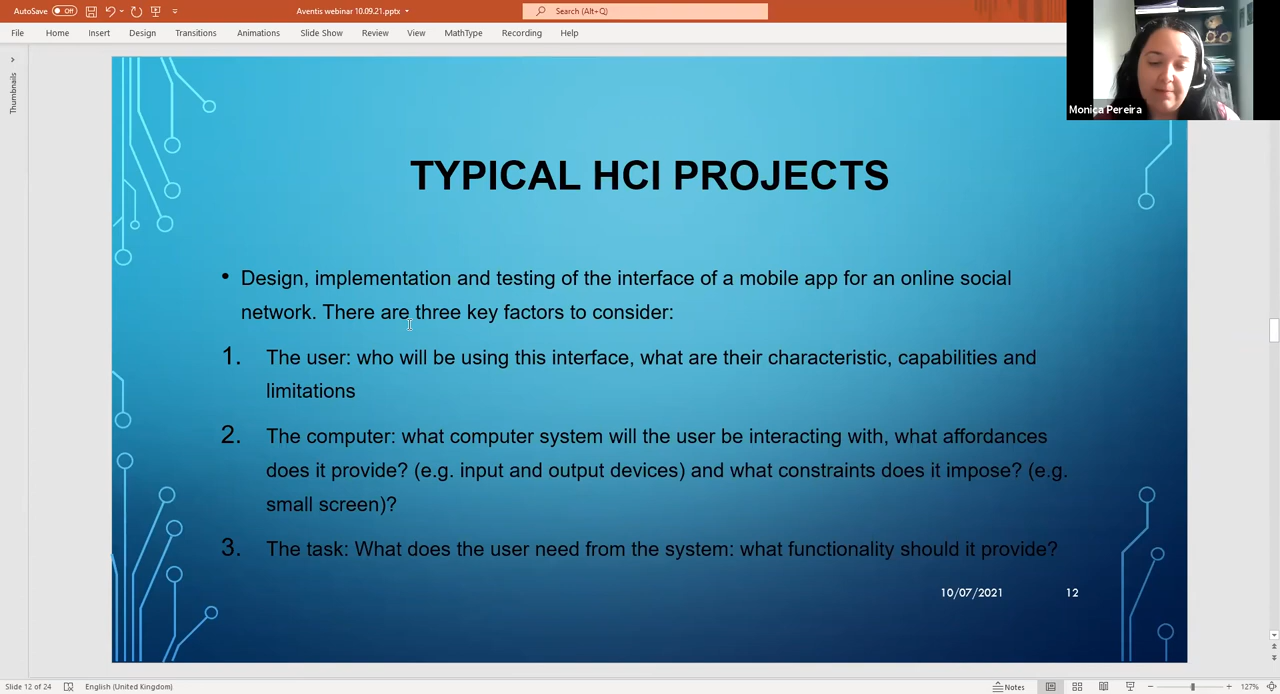 AutoSave Off
Aventis webinar 10.09.21.pptx
Search (Alt+Q)
File Home Insert Design Transitions Animations Slide Show Review View MathType Recording Help
Thumbnails
Monica Pereira
TYPICAL HCI PROJECTS
• Design, implementation and testing of the interface of a mobile app for an online social
network. There are three key factors to consider:
1. The user: who will be using this interface, what are their characteristic, capabilities and
limitations
2. The computer: what computer system will the user be interacting with, what affordances
does it provide? (e.g. input and output devices) and what constraints does it impose? (e.g.
small screen)?
3. The task: What does the user need from the system: what functionality should it provide?
10/07/2021 12
Slide 12 of 24 English (United Kingdom) Notes 127%